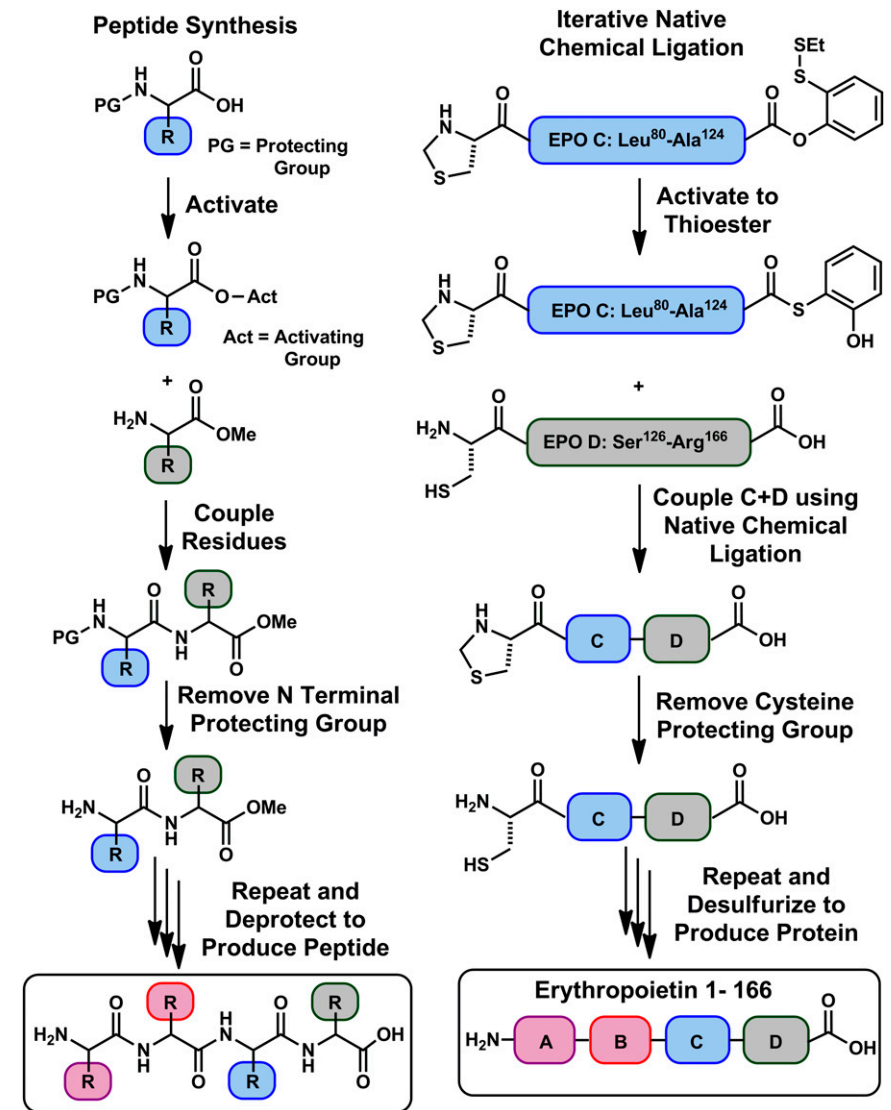 Peptide Synthesis
H
N
PG
O
OH
R
PG = Protecting
Group
Activate
H
N
PG
O
O–Act
R
Act = Activating
Group
+
H₂N
O
OMe
R
Couple
Residues
H
N
PG
O
R
N
H
OMe
O
R
Remove N Terminal
Protecting Group
H₂N
O
R
N
H
OMe
O
R
Repeat and
Deprotect to
Produce Peptide
H₂N
O
R
H
N
O
R
OH
R
N
H
O
R
N
H
O
Iterative Native
Chemical Ligation
SEt
S
O
O
HN
S
EPO C: Leu⁸⁰-Ala¹²⁴
O
Activate to
Thioester
HN
S
O
EPO C: Leu⁸⁰-Ala¹²⁴
O
S
OH
+
H₂N
HS
O
EPO D: Ser¹²⁶-Arg¹⁶⁶
O
OH
Couple C+D using
Native Chemical
Ligation
HN
S
O
C
D
O
OH
Remove Cysteine
Protecting Group
H₂N
HS
O
C
D
O
OH
Repeat and
Desulfurize to
Produce Protein
Erythropoietin 1- 166
H₂N
A
B
C
D
O
OH